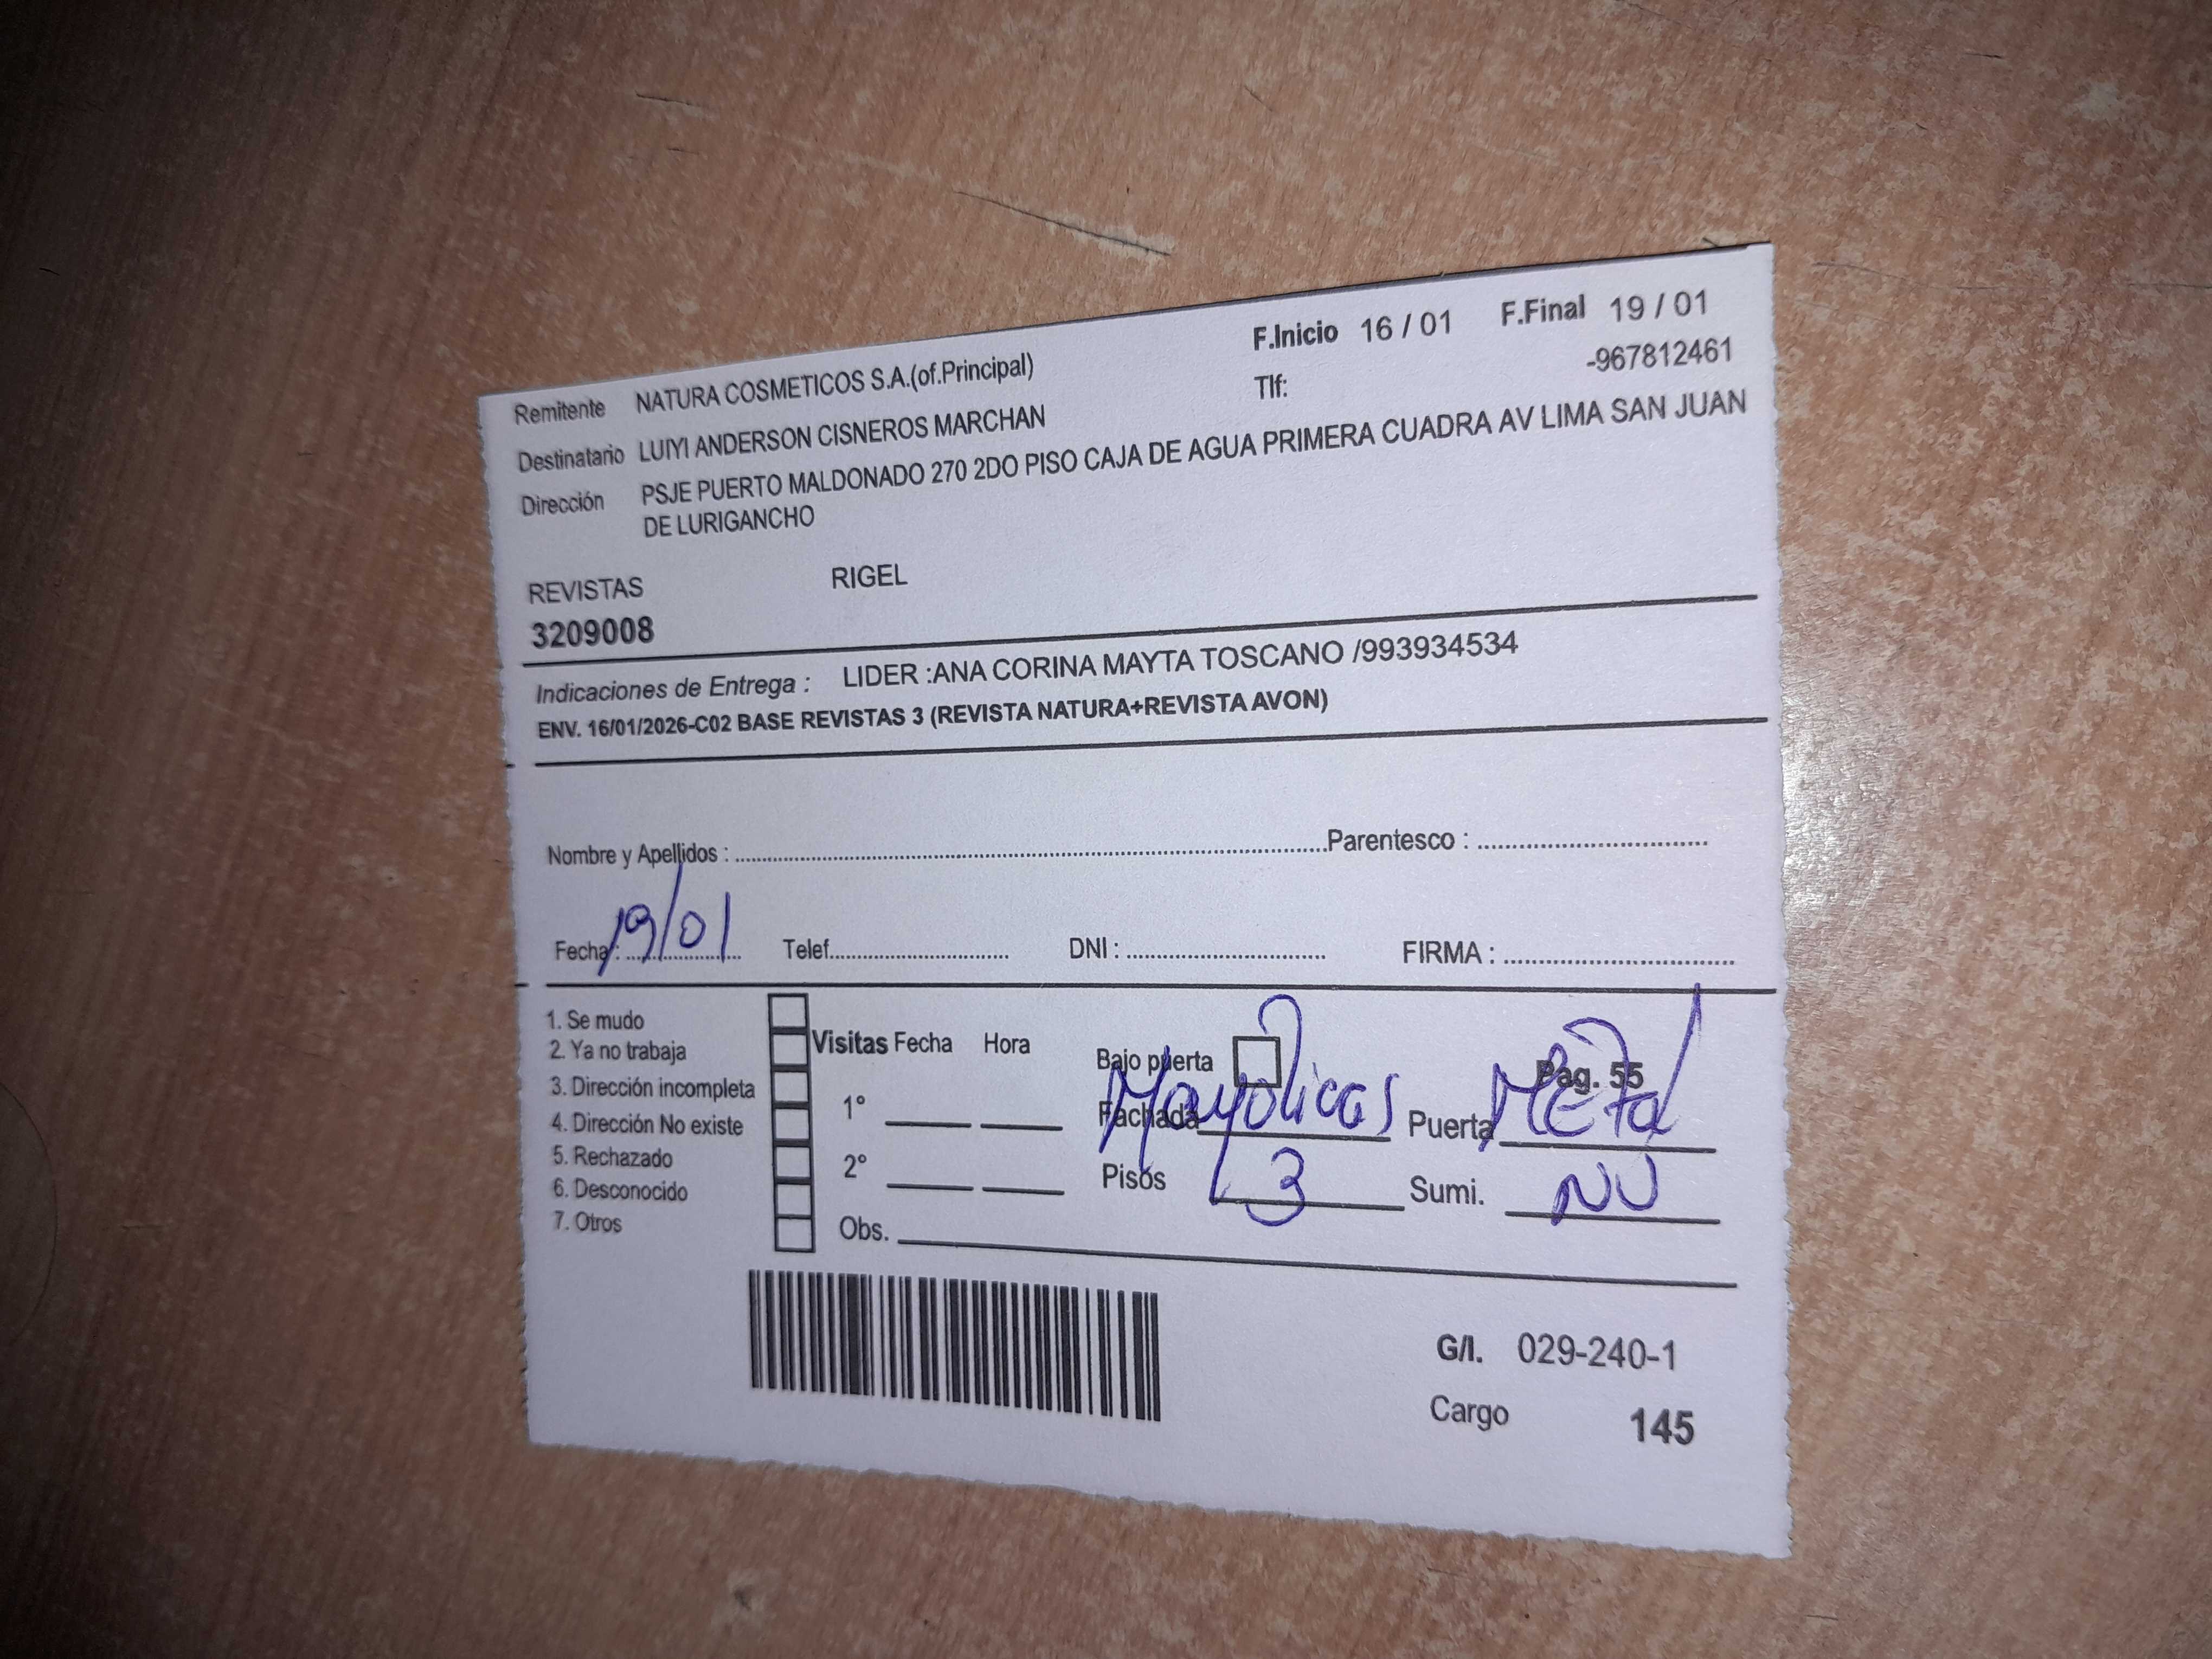 F.Inicio 16 / 01 F.Final 19 / 01
Remitente NATURA COSMETICOS S.A.(of.Principal) Tlf: -967812461
Destinatario LUIYI ANDERSON CISNEROS MARCHAN
Dirección PSJE PUERTO MALDONADO 270 2DO PISO CAJA DE AGUA PRIMERA CUADRA AV LIMA SAN JUAN
DE LURIGANCHO
REVISTAS RIGEL
3209008
Indicaciones de Entrega : LIDER :ANA CORINA MAYTA TOSCANO /993934534
ENV. 16/01/2026-C02 BASE REVISTAS 3 (REVISTA NATURA+REVISTA AVON)
Nombre y Apellidos : Parentesco :
Fecha : 19/01 Telef. DNI : FIRMA :
1. Se mudo
2. Ya no trabaja
3. Dirección incompleta
4. Dirección No existe
5. Rechazado
6. Desconocido
7. Otros
Visitas Fecha Hora
1°
2°
Obs.
Bajo puerta Pag. 55
Fachada Mayolicas Puerta Metal
Pisos 3 Sumi. NU
G/I. 029-240-1
Cargo 145